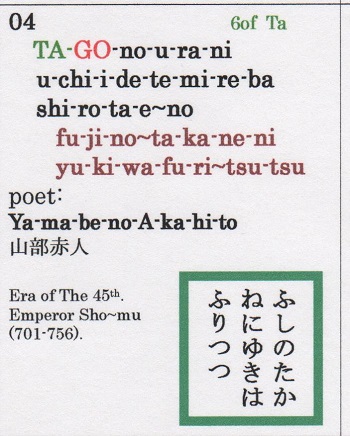 04
6of Ta
TA-GO-no-u-ra-ni
u-chi-i-de-te-mi-re-ba
shi-ro-ta-e~no
fu-ji-no~ta-ka-ne-ni
yu-ki-wa-fu-ri~tsu-tsu
poet:
Ya-ma-be-no-A-ka-hi-to
山部赤人
Era of The 45th.
Emperor Sho~mu
(701-756).
ふしのたか
ねにゆきは
ふりつつ